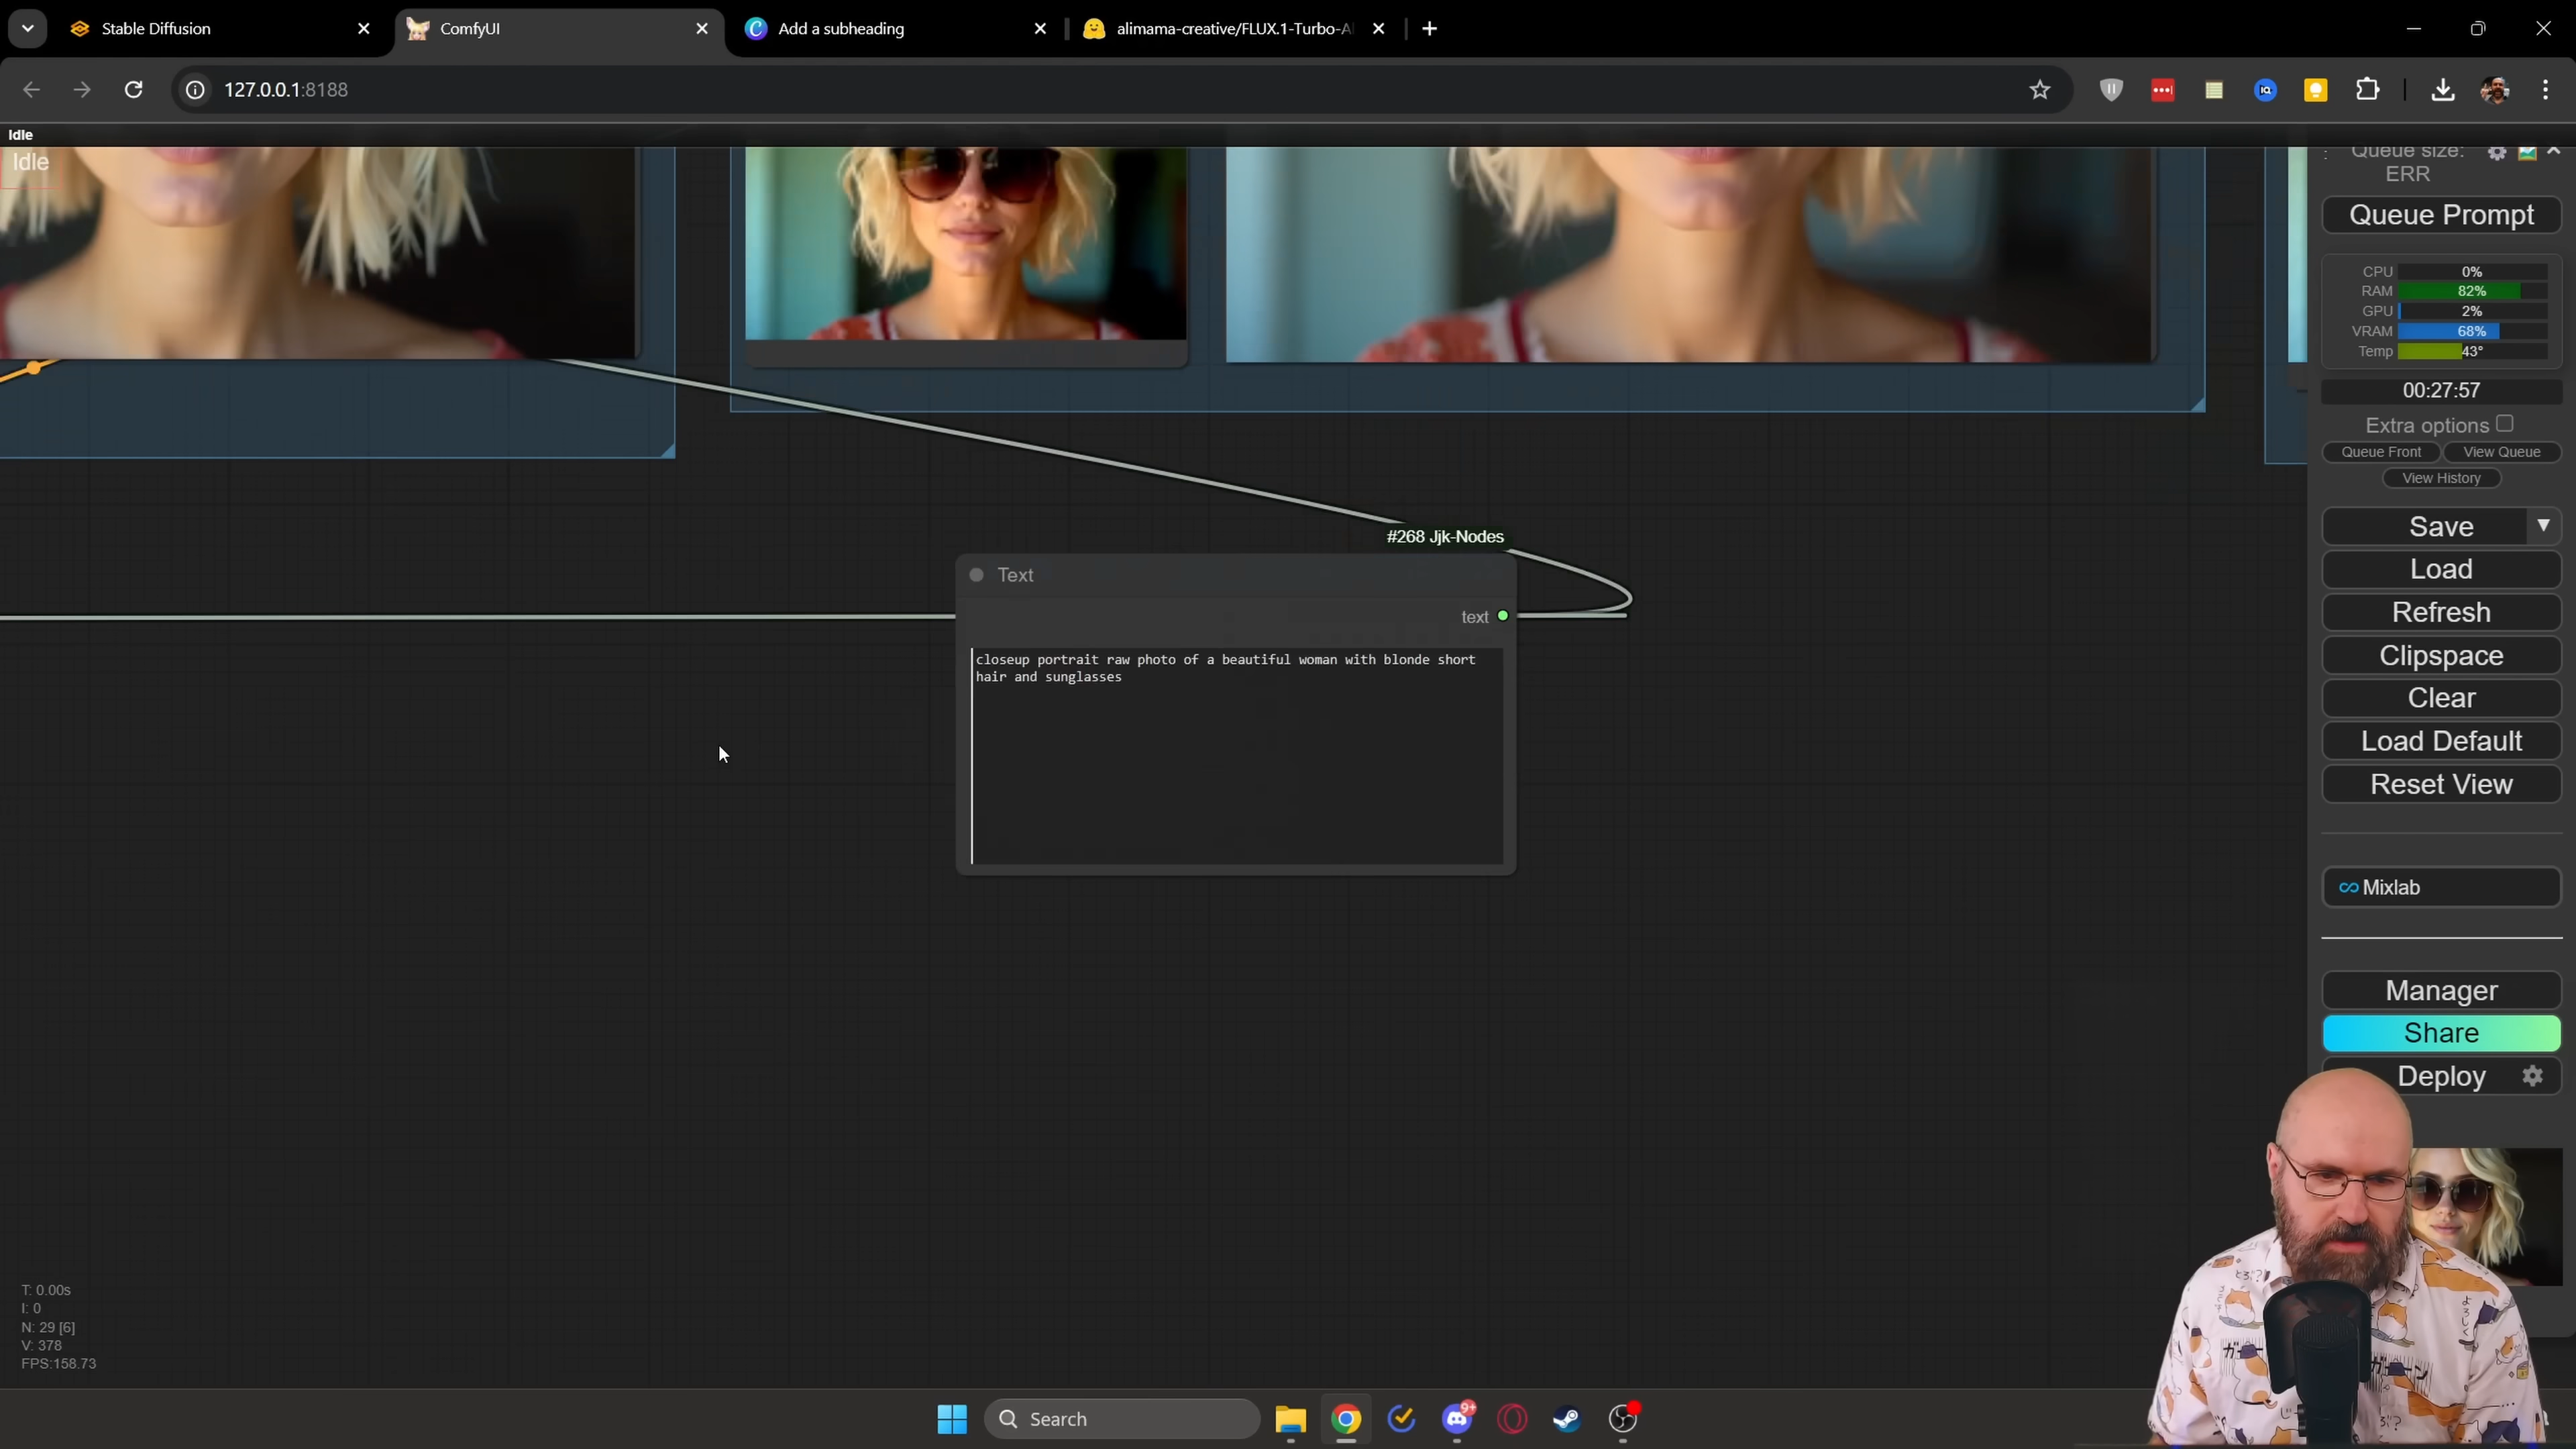 Stable Diffusion
ComfyUI
Add a subheading
alimama-creative/FLUX.1-Turbo-Al
127.0.0.1:8188
Idle
Idle
Queue size:
ERR
Queue Prompt
CPU 0%
RAM 82%
GPU 2%
VRAM 68%
Temp 43°
00:27:57
Extra options
Queue Front View Queue
View History
Save ▼
Load
Refresh
Clipspace
Clear
Load Default
Reset View
Mixlab
Manager
Share
Deploy
#268 Jjk-Nodes
Text
text
closeup portrait raw photo of a beautiful woman with blonde short
hair and sunglasses
T: 0.00s
I: 0
N: 29 [6]
V: 378
FPS:158.73
Search
9+